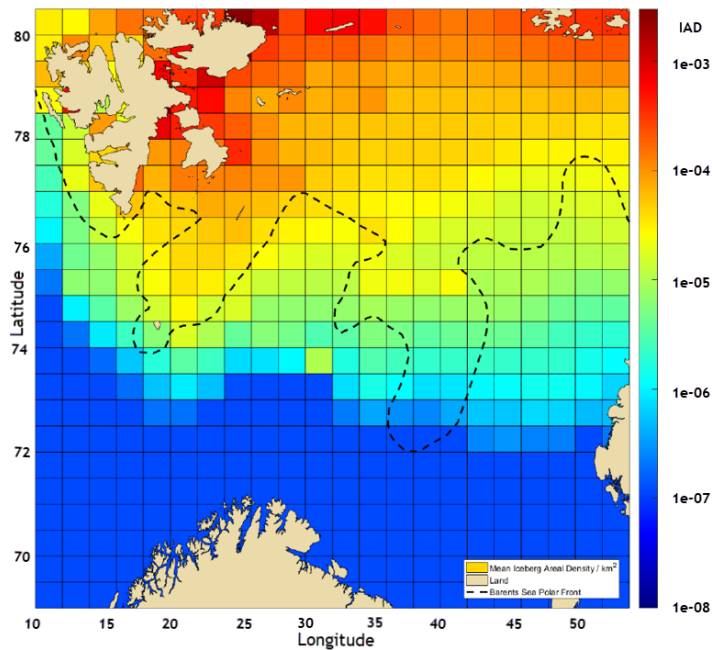 80
78
76
74
72
70
Latitude
10
15
20
25
30
35
40
45
50
Longitude
Mean Iceberg Areal Density / km²
Land
Barents Sea Polar Front
IAD
1e-03
1e-04
1e-05
1e-06
1e-07
1e-08